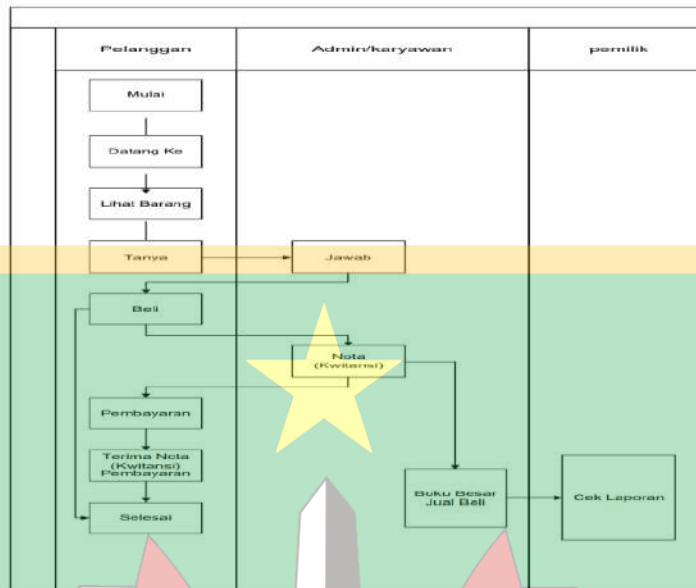 Pelanggan
Admin/karyawan
pemilik
Mulai
Datang Ke
Lihat Barang
Tanya
Jawab
Beli
Nota
(Kwitansi)
Pembayaran
Terima Nota
(Kwitansi)
Pembayaran
Buku Besar
Jual Beli
Cek Laporan
Selesai